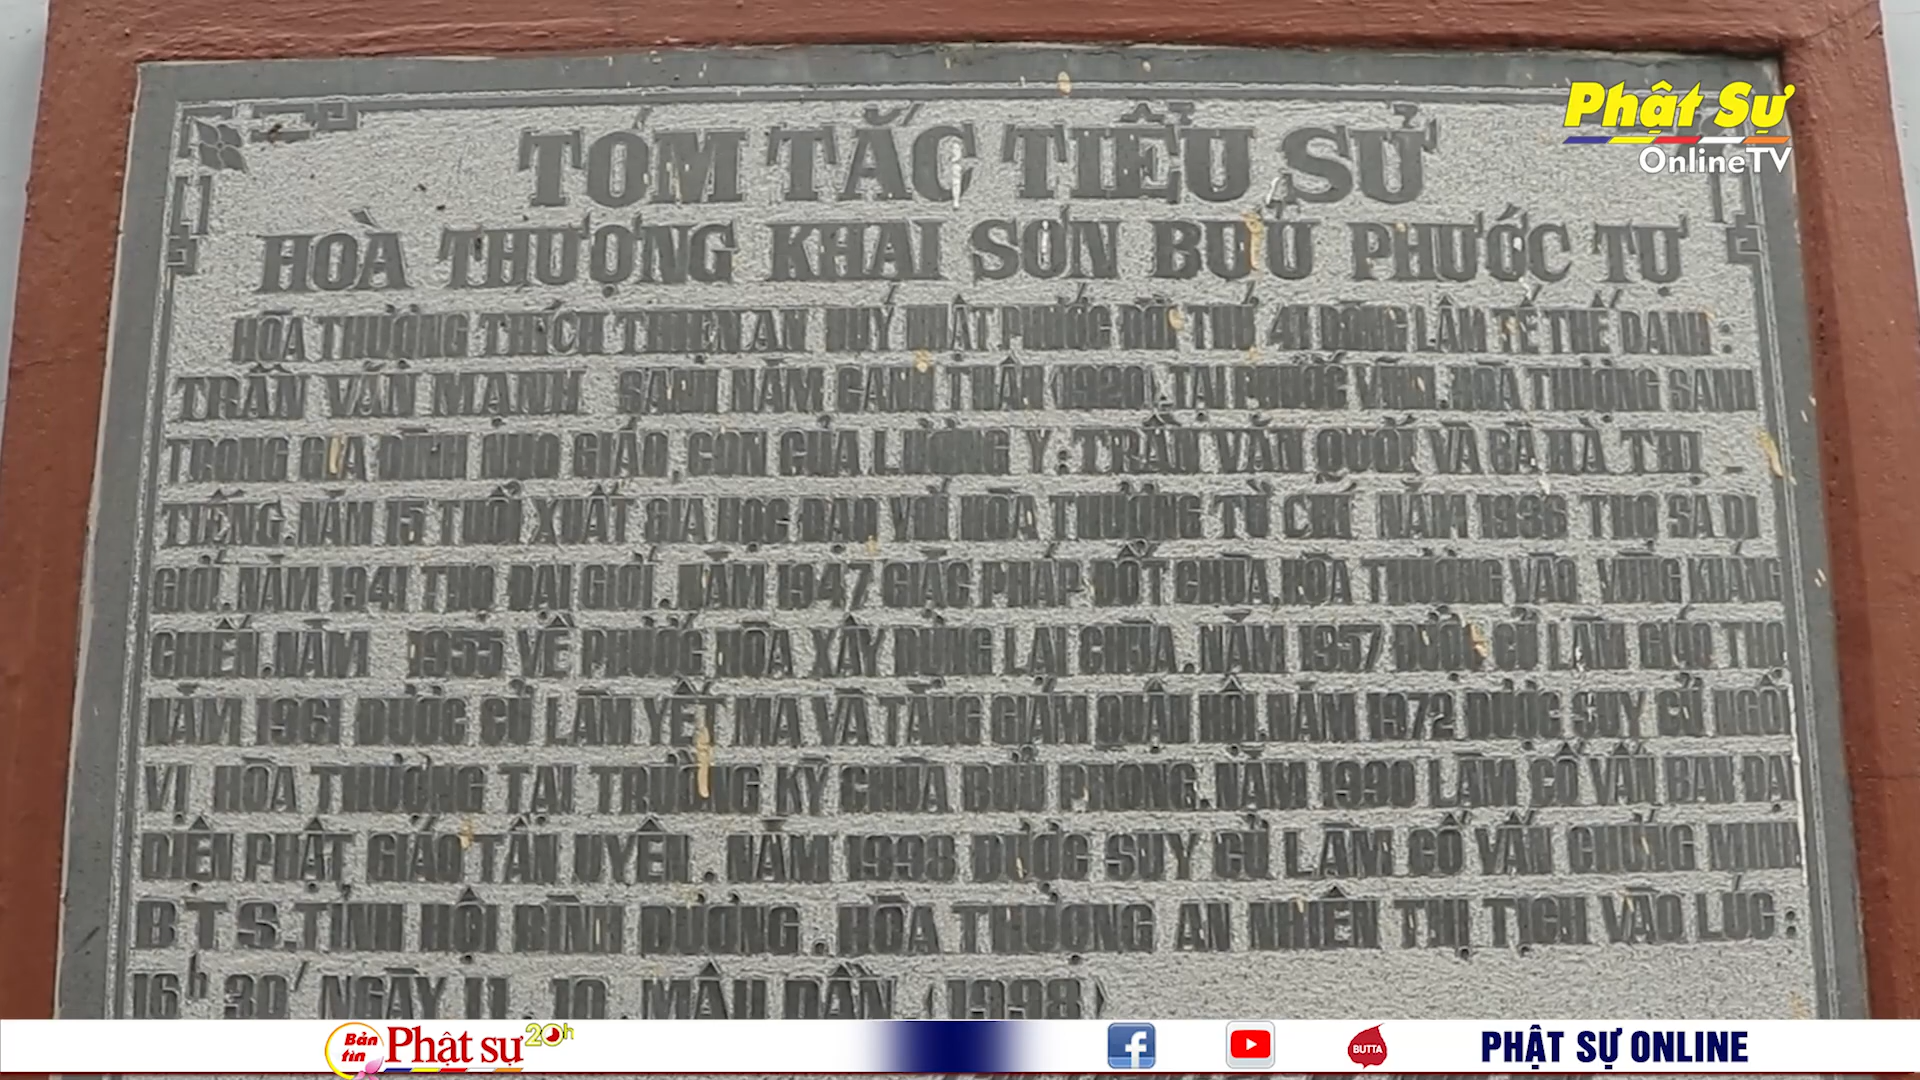 Phật Sự
OnlineTV
TÓM TẮC TIỂU SỬ
HOÀ THƯỢNG KHAI SƠN BỬU PHƯỚC TỰ
HÒA THƯỢNG THÍCH THIỆN AN HUÝ NHẬT PHƯỚC ĐỜI THỨ 41 DÒNG LÂM TẾ THẾ DANH:
TRẦN VĂN MẠNH SANH NĂM CANH THÂN (1920). TẠI PHƯỚC VĨNH. HÒA THƯỢNG SANH
TRONG GIA ĐÌNH NHO GIÁO, CON CỦA LƯƠNG Y: TRẦN VĂN QUỚI VÀ BÀ HÀ THỊ
TIẾNG. NĂM 15 TUỔI XUẤT GIA HỌC ĐẠO VỚI HÒA THƯỢNG TỪ CHÍ NĂM 1936 THỌ SA DI
GIỚI. NĂM 1941 THỌ ĐẠI GIỚI. NĂM 1947 GIẶC PHÁP ĐỐT CHÙA. HÒA THƯỢNG VÀO VÙNG KHÁNG
CHIẾN. NĂM 1955 VỀ PHƯỚC HÒA XÂY DỰNG LẠI CHÙA. NĂM 1957 ĐƯỢC CỬ LÀM GIÁO THỌ
NĂM 1961 ĐƯỢC CỬ LÀM YẾT MA VÀ TĂNG GIÁM QUẬN HỘI. NĂM 1972 ĐƯỢC SUY CỬ NGÔI
VỊ HÒA THƯỢNG TẠI TRƯỜNG KỲ CHÙA BỬU PHONG. NĂM 1990 LÀM CỐ VẤN BAN ĐẠI
DIỆN PHẬT GIÁO TÂN UYÊN. NĂM 1998 ĐƯỢC SUY CỬ LÀM CỐ VẤN CHỨNG MINH
BTS. TỈNH HỘI BÌNH DƯƠNG. HÒA THƯỢNG AN NHIÊN THỊ TỊCH VÀO LÚC:
16h 30' NGÀY 11. 10. MẬU DẦN (1998)
Bản tin Phật sự 20h
BUTTA
PHẬT SỰ ONLINE